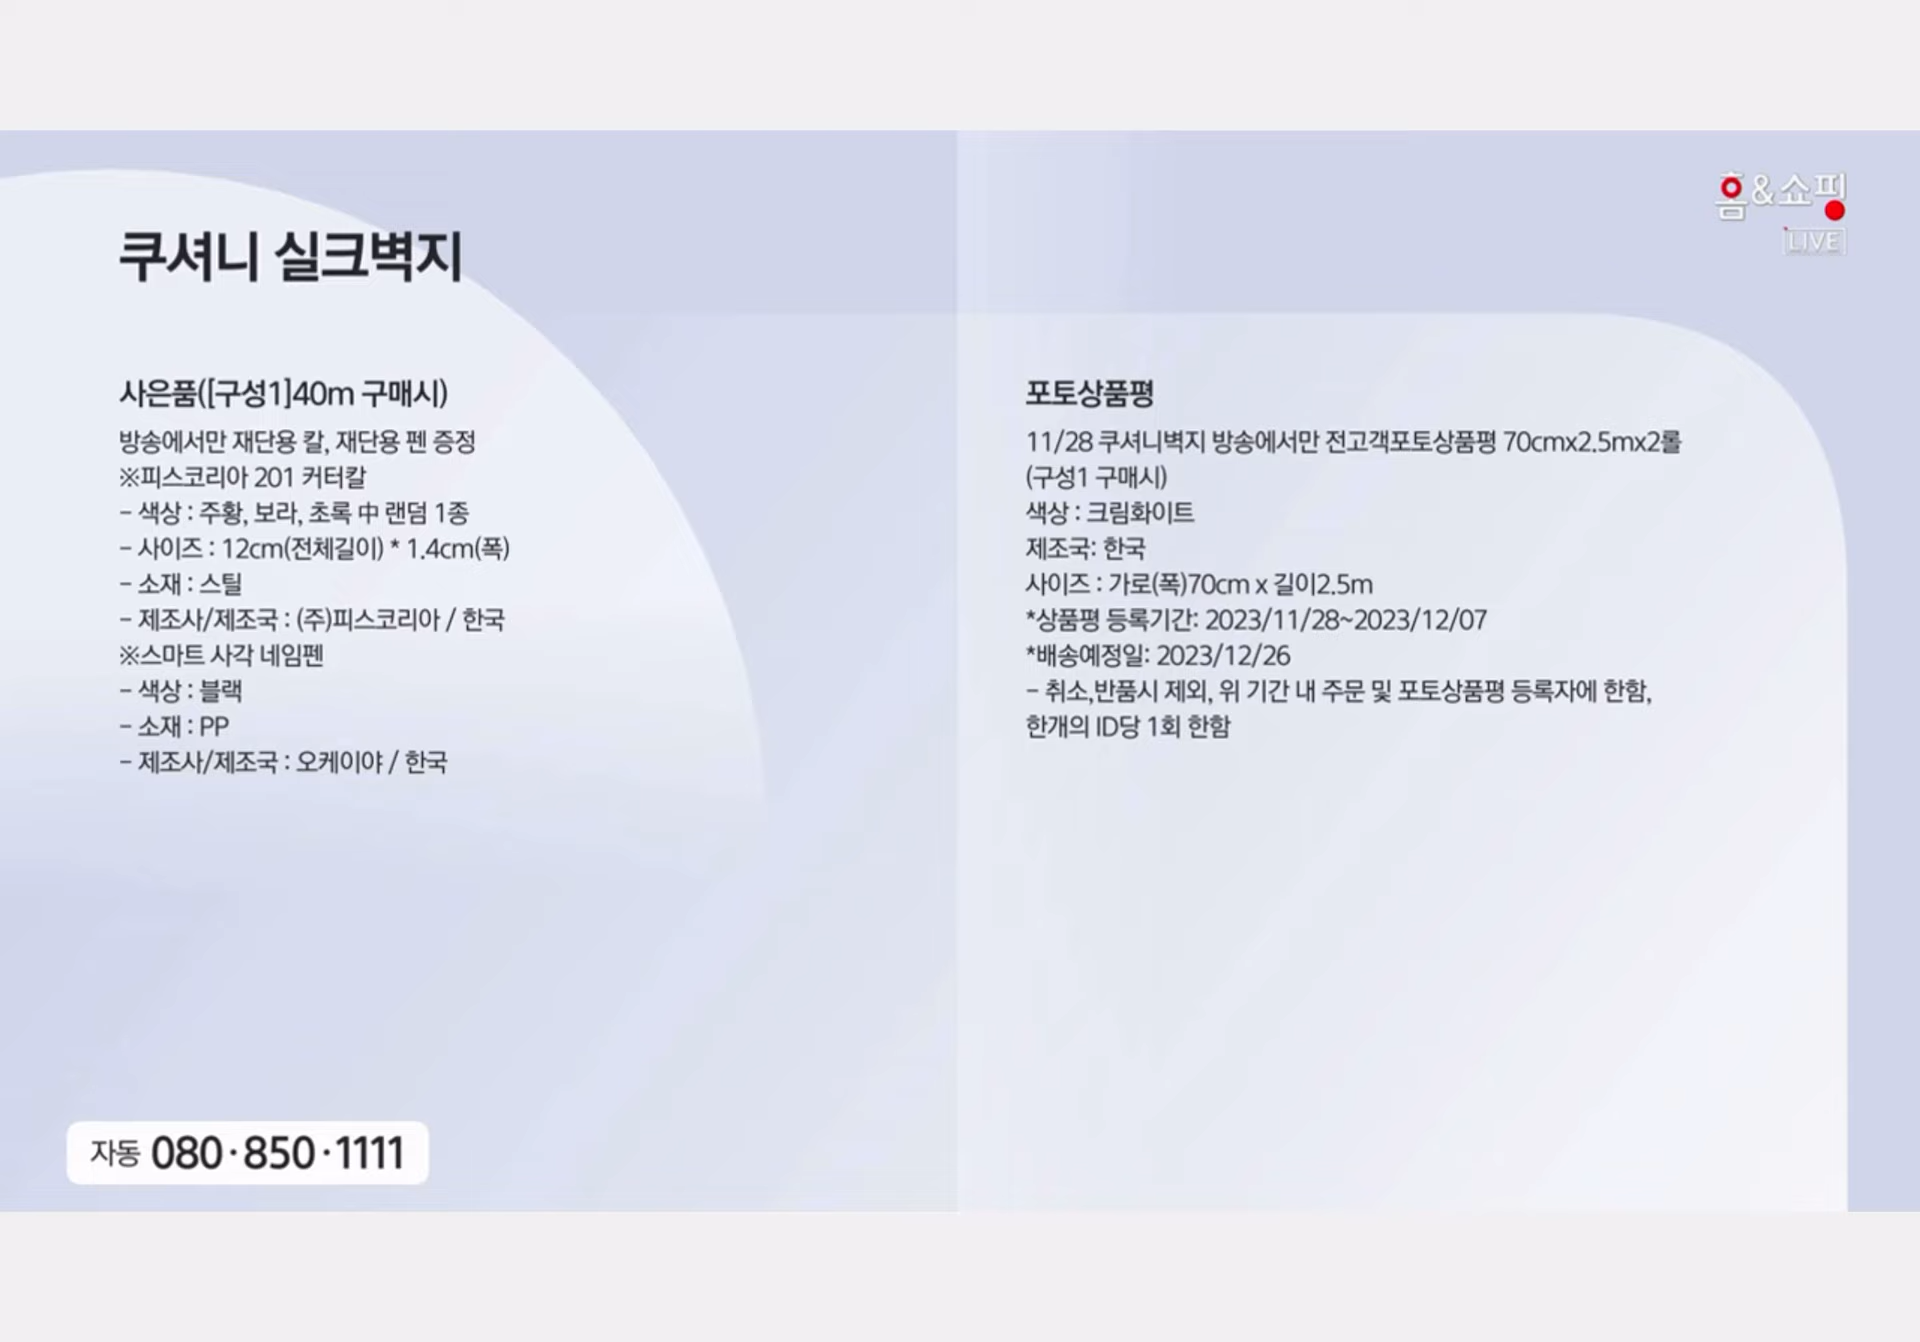 홈&쇼핑
LIVE
쿠셔니 실크벽지
사은품([구성1]40m 구매시)
방송에서만 재단용 칼, 재단용 펜 증정
※피스코리아 201 커터칼
- 색상 : 주황, 보라, 초록 中 랜덤 1종
- 사이즈 : 12cm(전체길이) * 1.4cm(폭)
- 소재 : 스틸
- 제조사/제조국 : (주)피스코리아 / 한국
※스마트 사각 네임펜
- 색상 : 블랙
- 소재 : PP
- 제조사/제조국 : 오케이야 / 한국
포토상품평
11/28 쿠셔니벽지 방송에서만 전고객포토상품평 70cmx2.5mx2롤
(구성1 구매시)
색상 : 크림화이트
제조국: 한국
사이즈 : 가로(폭)70cm x 길이2.5m
*상품평 등록기간: 2023/11/28~2023/12/07
*배송예정일: 2023/12/26
- 취소,반품시 제외, 위 기간 내 주문 및 포토상품평 등록자에 한함,
한개의 ID당 1회 한함
자동 080·850·1111